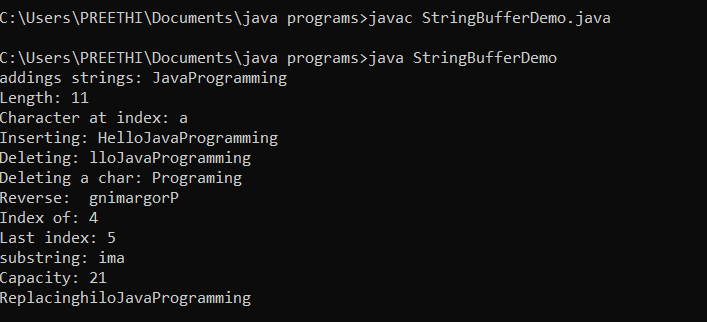 C:\Users\PREETHI\Documents\java programs>javac StringBufferDemo.java
C:\Users\PREETHI\Documents\java programs>java StringBufferDemo
addings strings: JavaProgramming
Length: 11
Character at index: a
Inserting: HelloJavaProgramming
Deleting: lloJavaProgramming
Deleting a char: Programing
Reverse:  gnimargorP
Index of: 4
Last index: 5
substring: ima
Capacity: 21
ReplacinghiloJavaProgramming